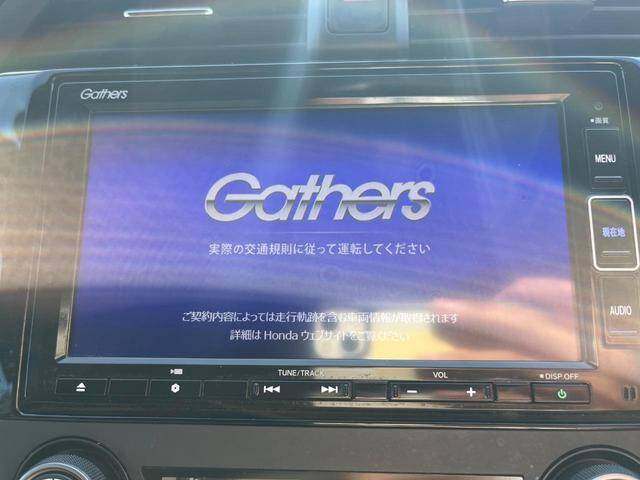 Gathers
■画質
MENU
Gathers
実際の交通規則に従って運転してください
現在地
ご契約内容によっては走行軌跡を含む車両情報が取得されます
詳細は Honda ウェブサイトをご覧ください
AUDIO
TUNE/TRACK
VOL
■DISP.OFF